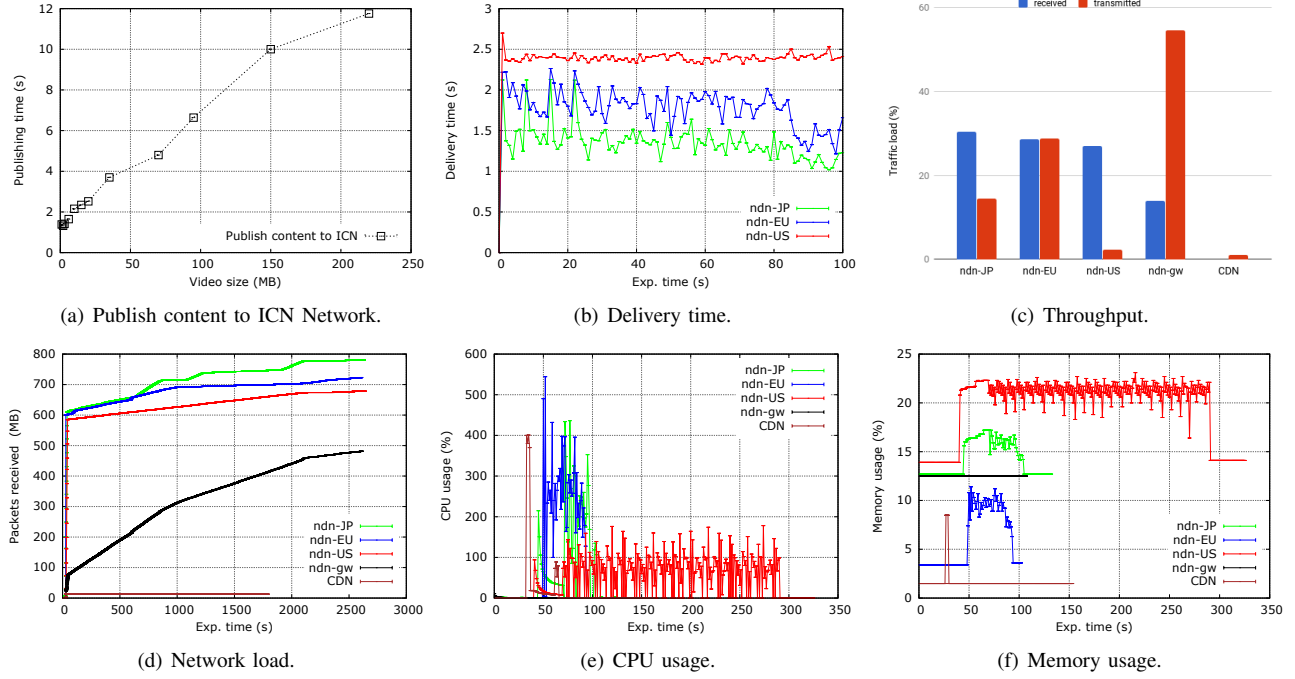 12
10
8
6
4
2
0
Publishing time (s)
Publish content to ICN
0 50 100 150 200 250
Video size (MB)
(a) Publish content to ICN Network.
3
2.5
2
1.5
1
0.5
0
Delivery time (s)
ndn-JP
ndn-EU
ndn-US
0 20 40 60 80 100
Exp. time (s)
(b) Delivery time.
received transmitted
60
40
20
0
Traffic load (%)
ndn-JP ndn-EU ndn-US ndn-gw CDN
(c) Throughput.
800
700
600
500
400
300
200
100
0
Packets received (MB)
ndn-JP
ndn-EU
ndn-US
ndn-gw
CDN
0 500 1000 1500 2000 2500 3000
Exp. time (s)
(d) Network load.
600
500
400
300
200
100
0
CPU usage (%)
ndn-JP
ndn-EU
ndn-US
ndn-gw
CDN
0 50 100 150 200 250 300 350
Exp. time (s)
(e) CPU usage.
25
20
15
10
5
0
Memory usage (%)
ndn-JP
ndn-EU
ndn-US
ndn-gw
CDN
0 50 100 150 200 250 300 350
Exp. time (s)
(f) Memory usage.